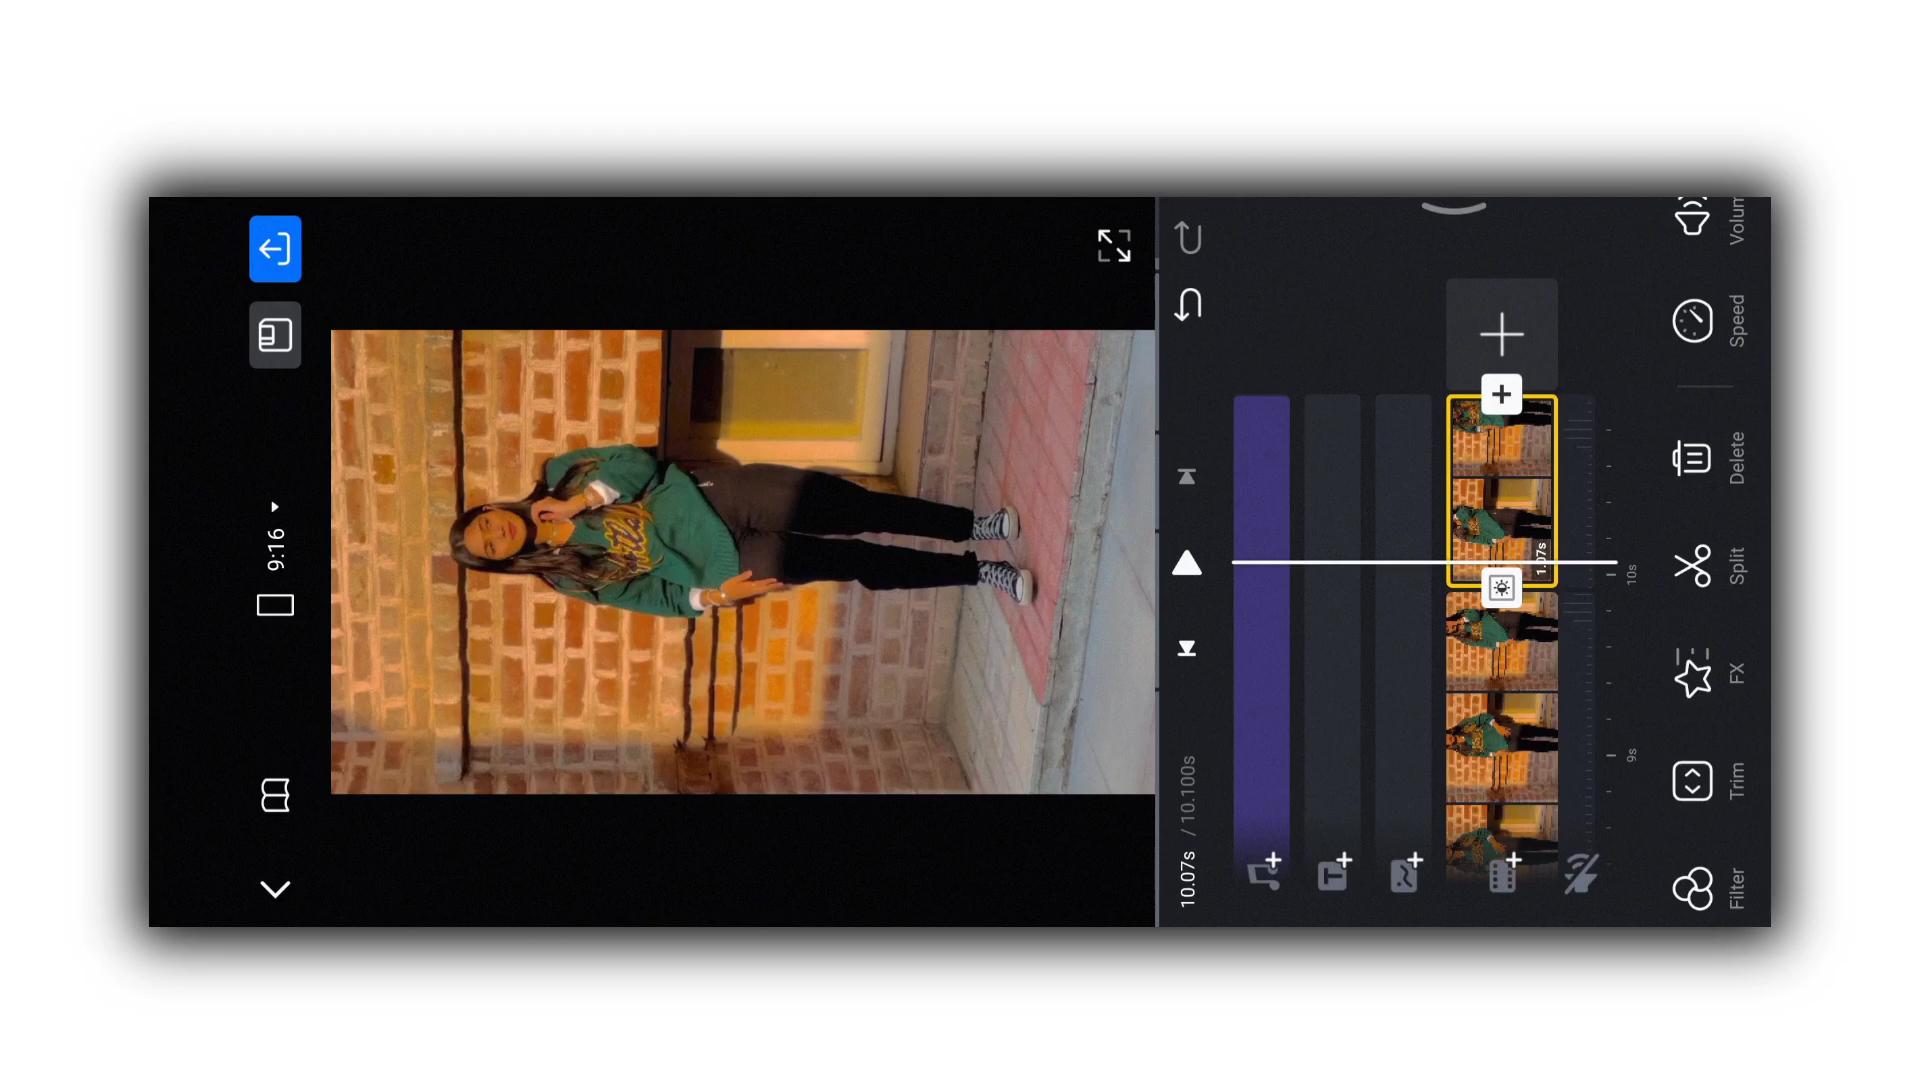 9:16
10.07s / 10.100s
9s
10s
1.07s
Filter
Trim
FX
Split
Delete
Speed
Volum